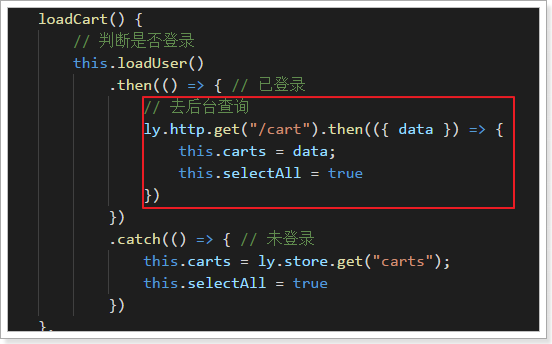 loadCart() {
// 判断是否登录
this.loadUser()
.then(() => { // 已登录
// 去后台查询
ly.http.get("/cart").then(({ data }) => {
this.carts = data;
this.selectAll = true
})
})
.catch(() => { // 未登录
this.carts = ly.store.get("carts");
this.selectAll = true
})
},